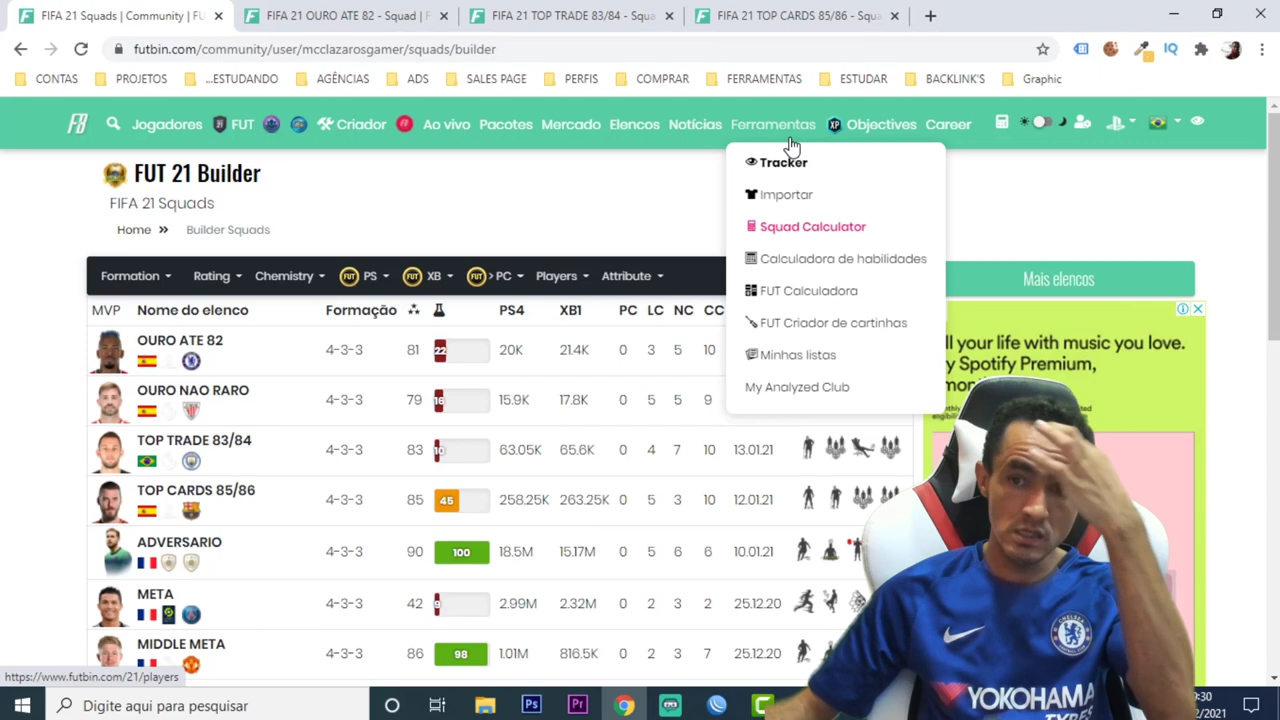 FIFA 21 Squads | Community | FU
FIFA 21 OURO ATE 82 - Squad | F
FIFA 21 TOP TRADE 83/84 - Squa
FIFA 21 TOP CARDS 85/86 - Squa
futbin.com/community/user/mcclazarosgamer/squads/builder
CONTAS PROJETOS ...ESTUDANDO AGÊNCIAS ADS SALES PAGE PERFIS COMPRAR FERRAMENTAS ESTUDAR BACKLINK'S Graphic
F8 Jogadores FUT Criador Ao vivo Pacotes Mercado Elencos Notícias Ferramentas XP Objectives Career
FUT 21 Builder
FIFA 21 Squads
Home » Builder Squads
Tracker
Importar
Squad Calculator
Calculadora de habilidades
FUT Calculadora
FUT Criador de cartinhas
Minhas listas
My Analyzed Club
Formation Rating Chemistry FUT PS FUT XB FUT > PC Players Attribute
Mais elencos
MVP Nome do elenco Formação PS4 XB1 PC LC NC CC
OURO ATE 82 4-3-3 81 22 20K 21.4K 0 3 5 10
OURO NAO RARO 4-3-3 79 16 15.9K 17.8K 0 5 5 9
TOP TRADE 83/84 4-3-3 83 10 63.05K 65.6K 0 4 7 10 13.01.21
TOP CARDS 85/86 4-3-3 85 45 258.25K 263.25K 0 5 3 10 12.01.21
ADVERSARIO 4-3-3 90 100 18.5M 15.17M 0 5 6 6 10.01.21
META 4-3-3 42 9 2.99M 2.32M 0 2 3 2 25.12.20
MIDDLE META 4-3-3 86 98 1.01M 816.5K 0 2 3 7 25.12.20
ll your life with music you love.
y Spotify Premium,
YOKOHAMA
TYRES
https://www.futbin.com/21/players
Digite aqui para pesquisar
Ps
Pr
:30
/2021